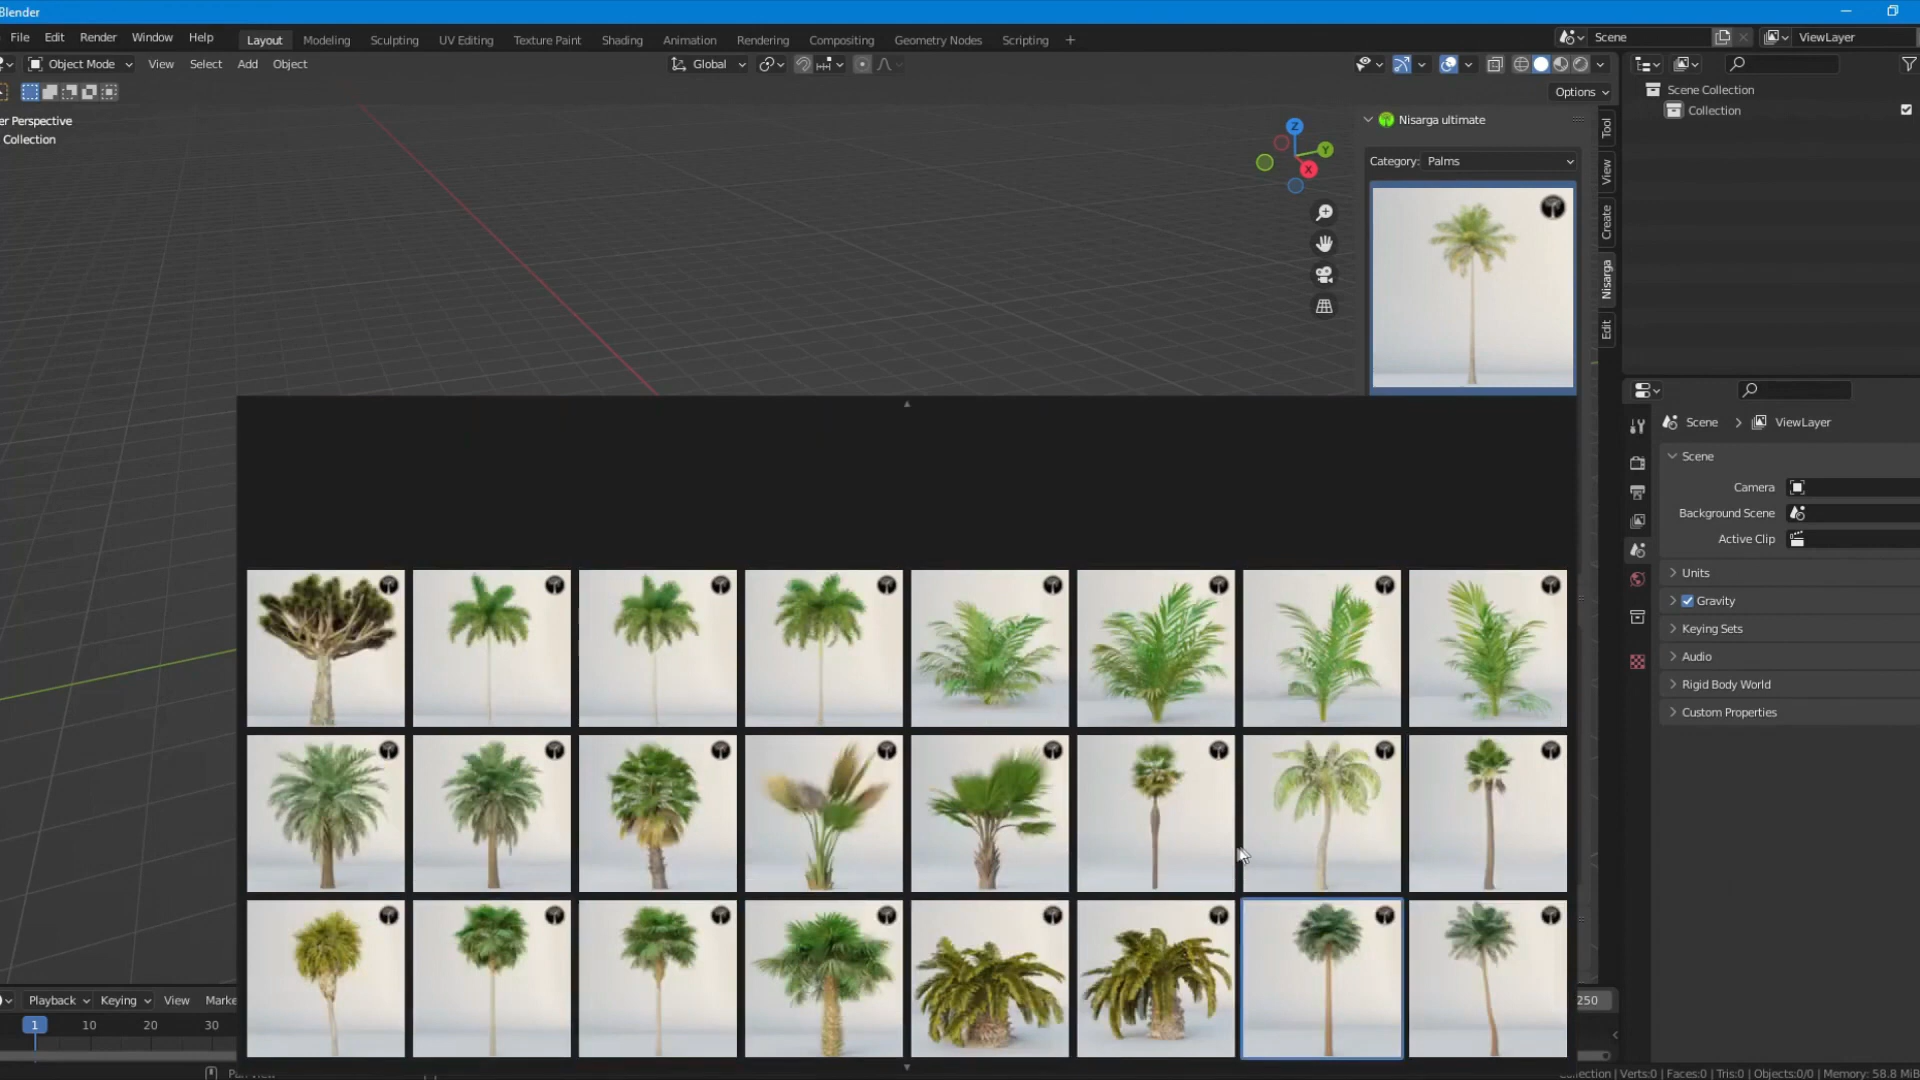 Blender
File Edit Render Window Help
Layout Modeling Sculpting UV Editing Texture Paint Shading Animation Rendering Compositing Geometry Nodes Scripting +
Scene
ViewLayer
Object Mode View Select Add Object
Global
Options
er Perspective
Collection
Z
Y
X
Nisarga ultimate
Category: Palms
Tool
View
Create
Nisarga
Edit
Scene Collection
Collection
Scene > ViewLayer
Scene
Camera
Background Scene
Active Clip
Units
Gravity
Keying Sets
Audio
Rigid Body World
Custom Properties
Playback Keying View Marke
250
1 10 20 30
Collection | Verts:0 | Faces:0 | Tris:0 | Objects:0/0 | Memory: 58.8 MiB